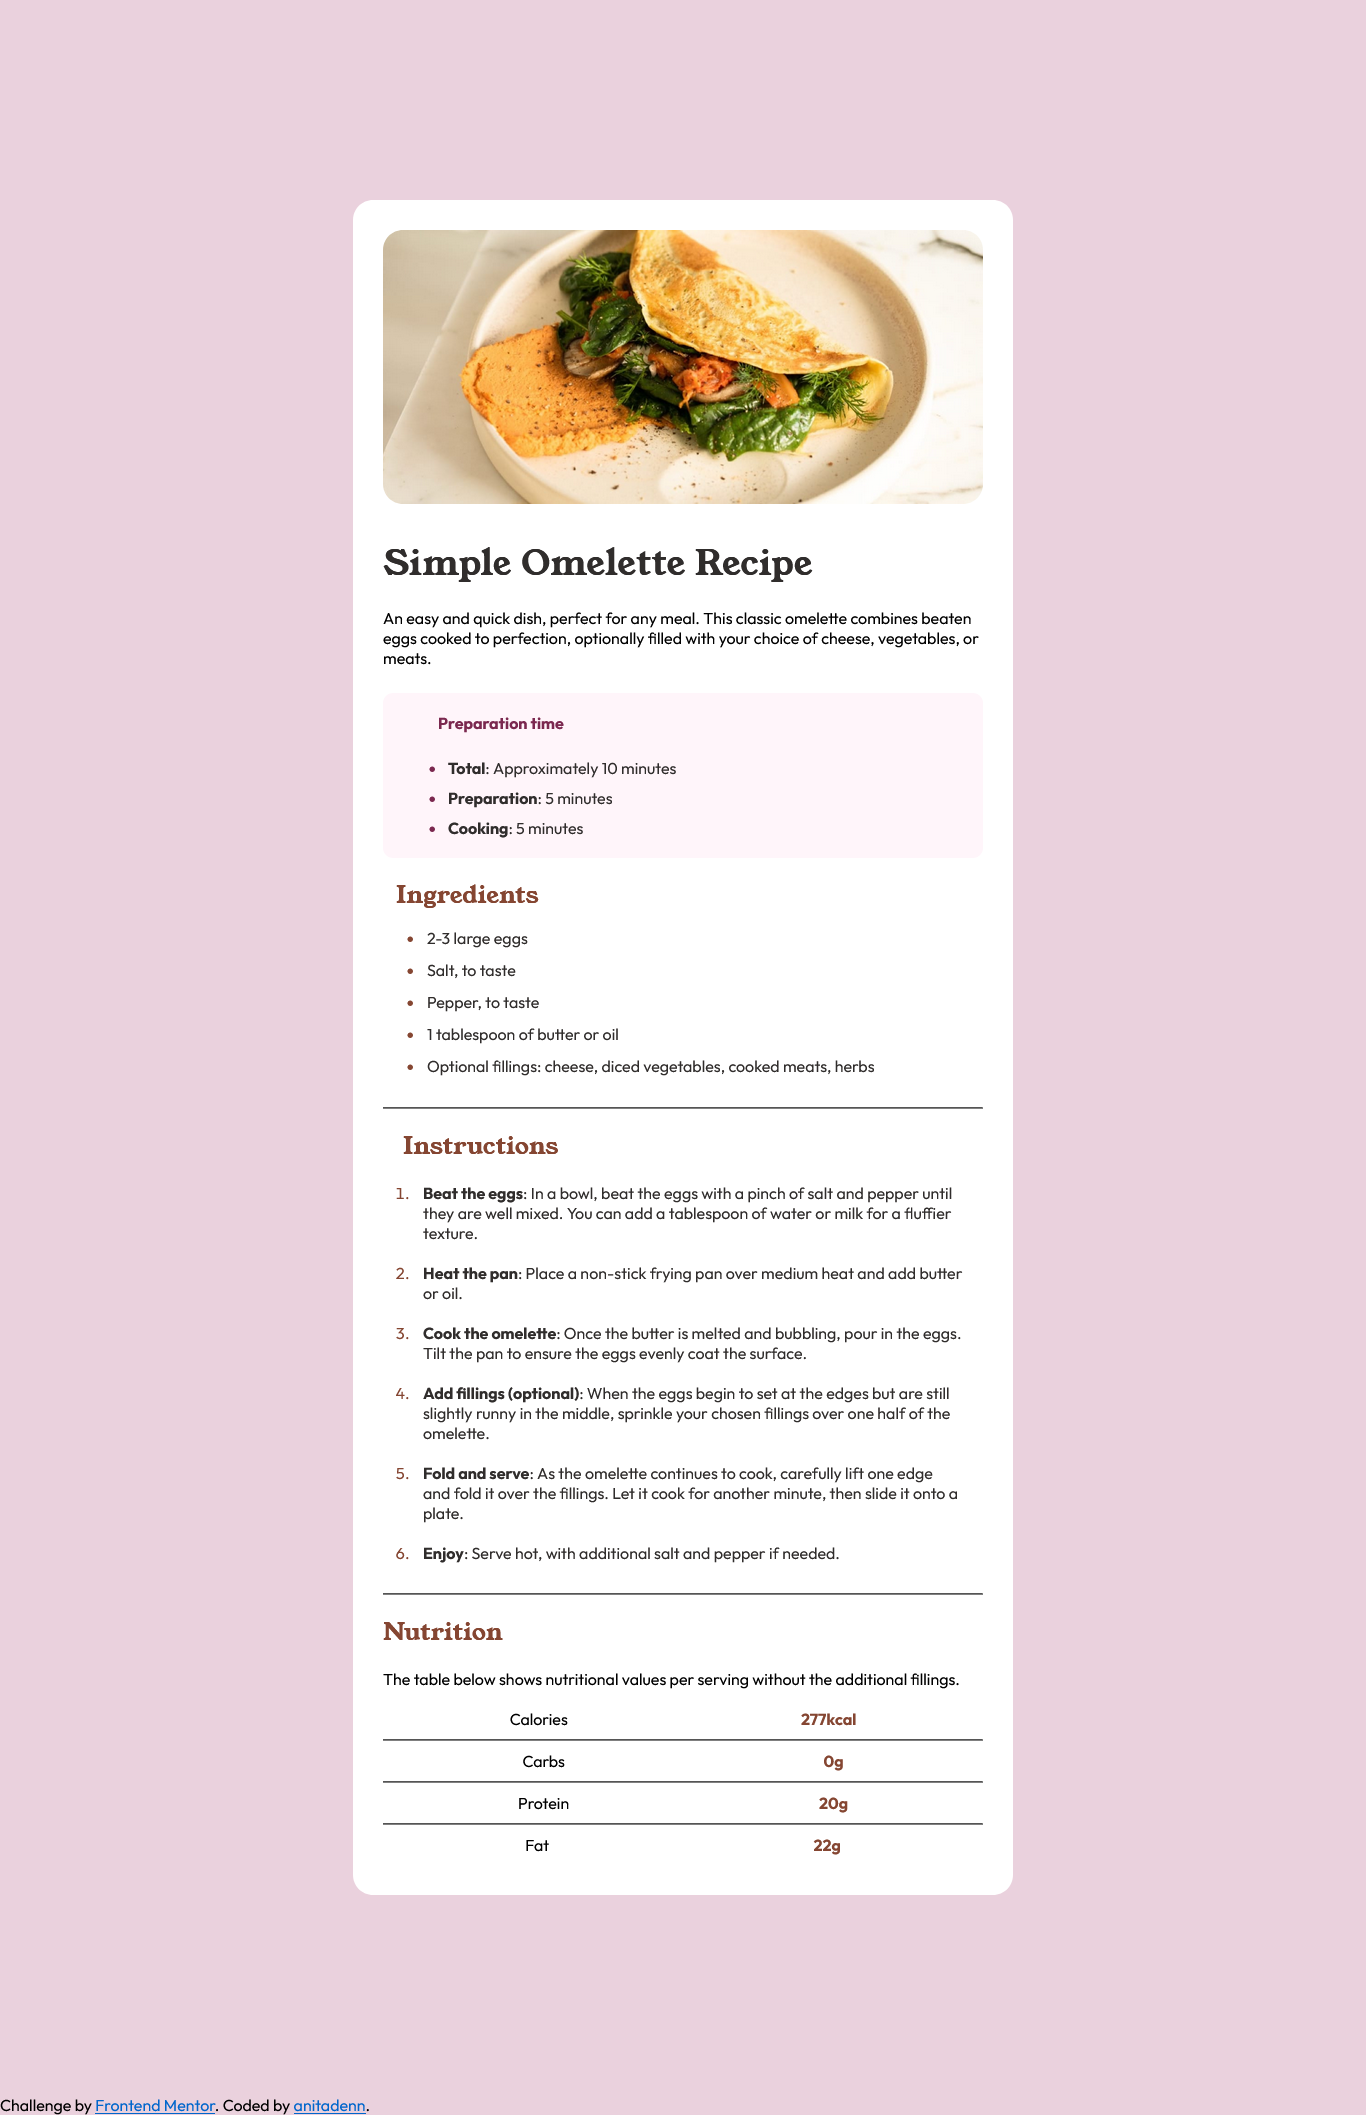 Simple Omelette Recipe
An easy and quick dish, perfect for any meal. This classic omelette combines beaten
eggs cooked to perfection, optionally filled with your choice of cheese, vegetables, or
meats.
Preparation time
• Total: Approximately 10 minutes
• Preparation: 5 minutes
• Cooking: 5 minutes
Ingredients
• 2-3 large eggs
• Salt, to taste
• Pepper, to taste
• 1 tablespoon of butter or oil
• Optional fillings: cheese, diced vegetables, cooked meats, herbs
Instructions
1. Beat the eggs: In a bowl, beat the eggs with a pinch of salt and pepper until
they are well mixed. You can add a tablespoon of water or milk for a fluffier
texture.
2. Heat the pan: Place a non-stick frying pan over medium heat and add butter
or oil.
3. Cook the omelette: Once the butter is melted and bubbling, pour in the eggs.
Tilt the pan to ensure the eggs evenly coat the surface.
4. Add fillings (optional): When the eggs begin to set at the edges but are still
slightly runny in the middle, sprinkle your chosen fillings over one half of the
omelette.
5. Fold and serve: As the omelette continues to cook, carefully lift one edge
and fold it over the fillings. Let it cook for another minute, then slide it onto a
plate.
6. Enjoy: Serve hot, with additional salt and pepper if needed.
Nutrition
The table below shows nutritional values per serving without the additional fillings.
Calories 277kcal
Carbs 0g
Protein 20g
Fat 22g
Challenge by Frontend Mentor. Coded by anitadenn.